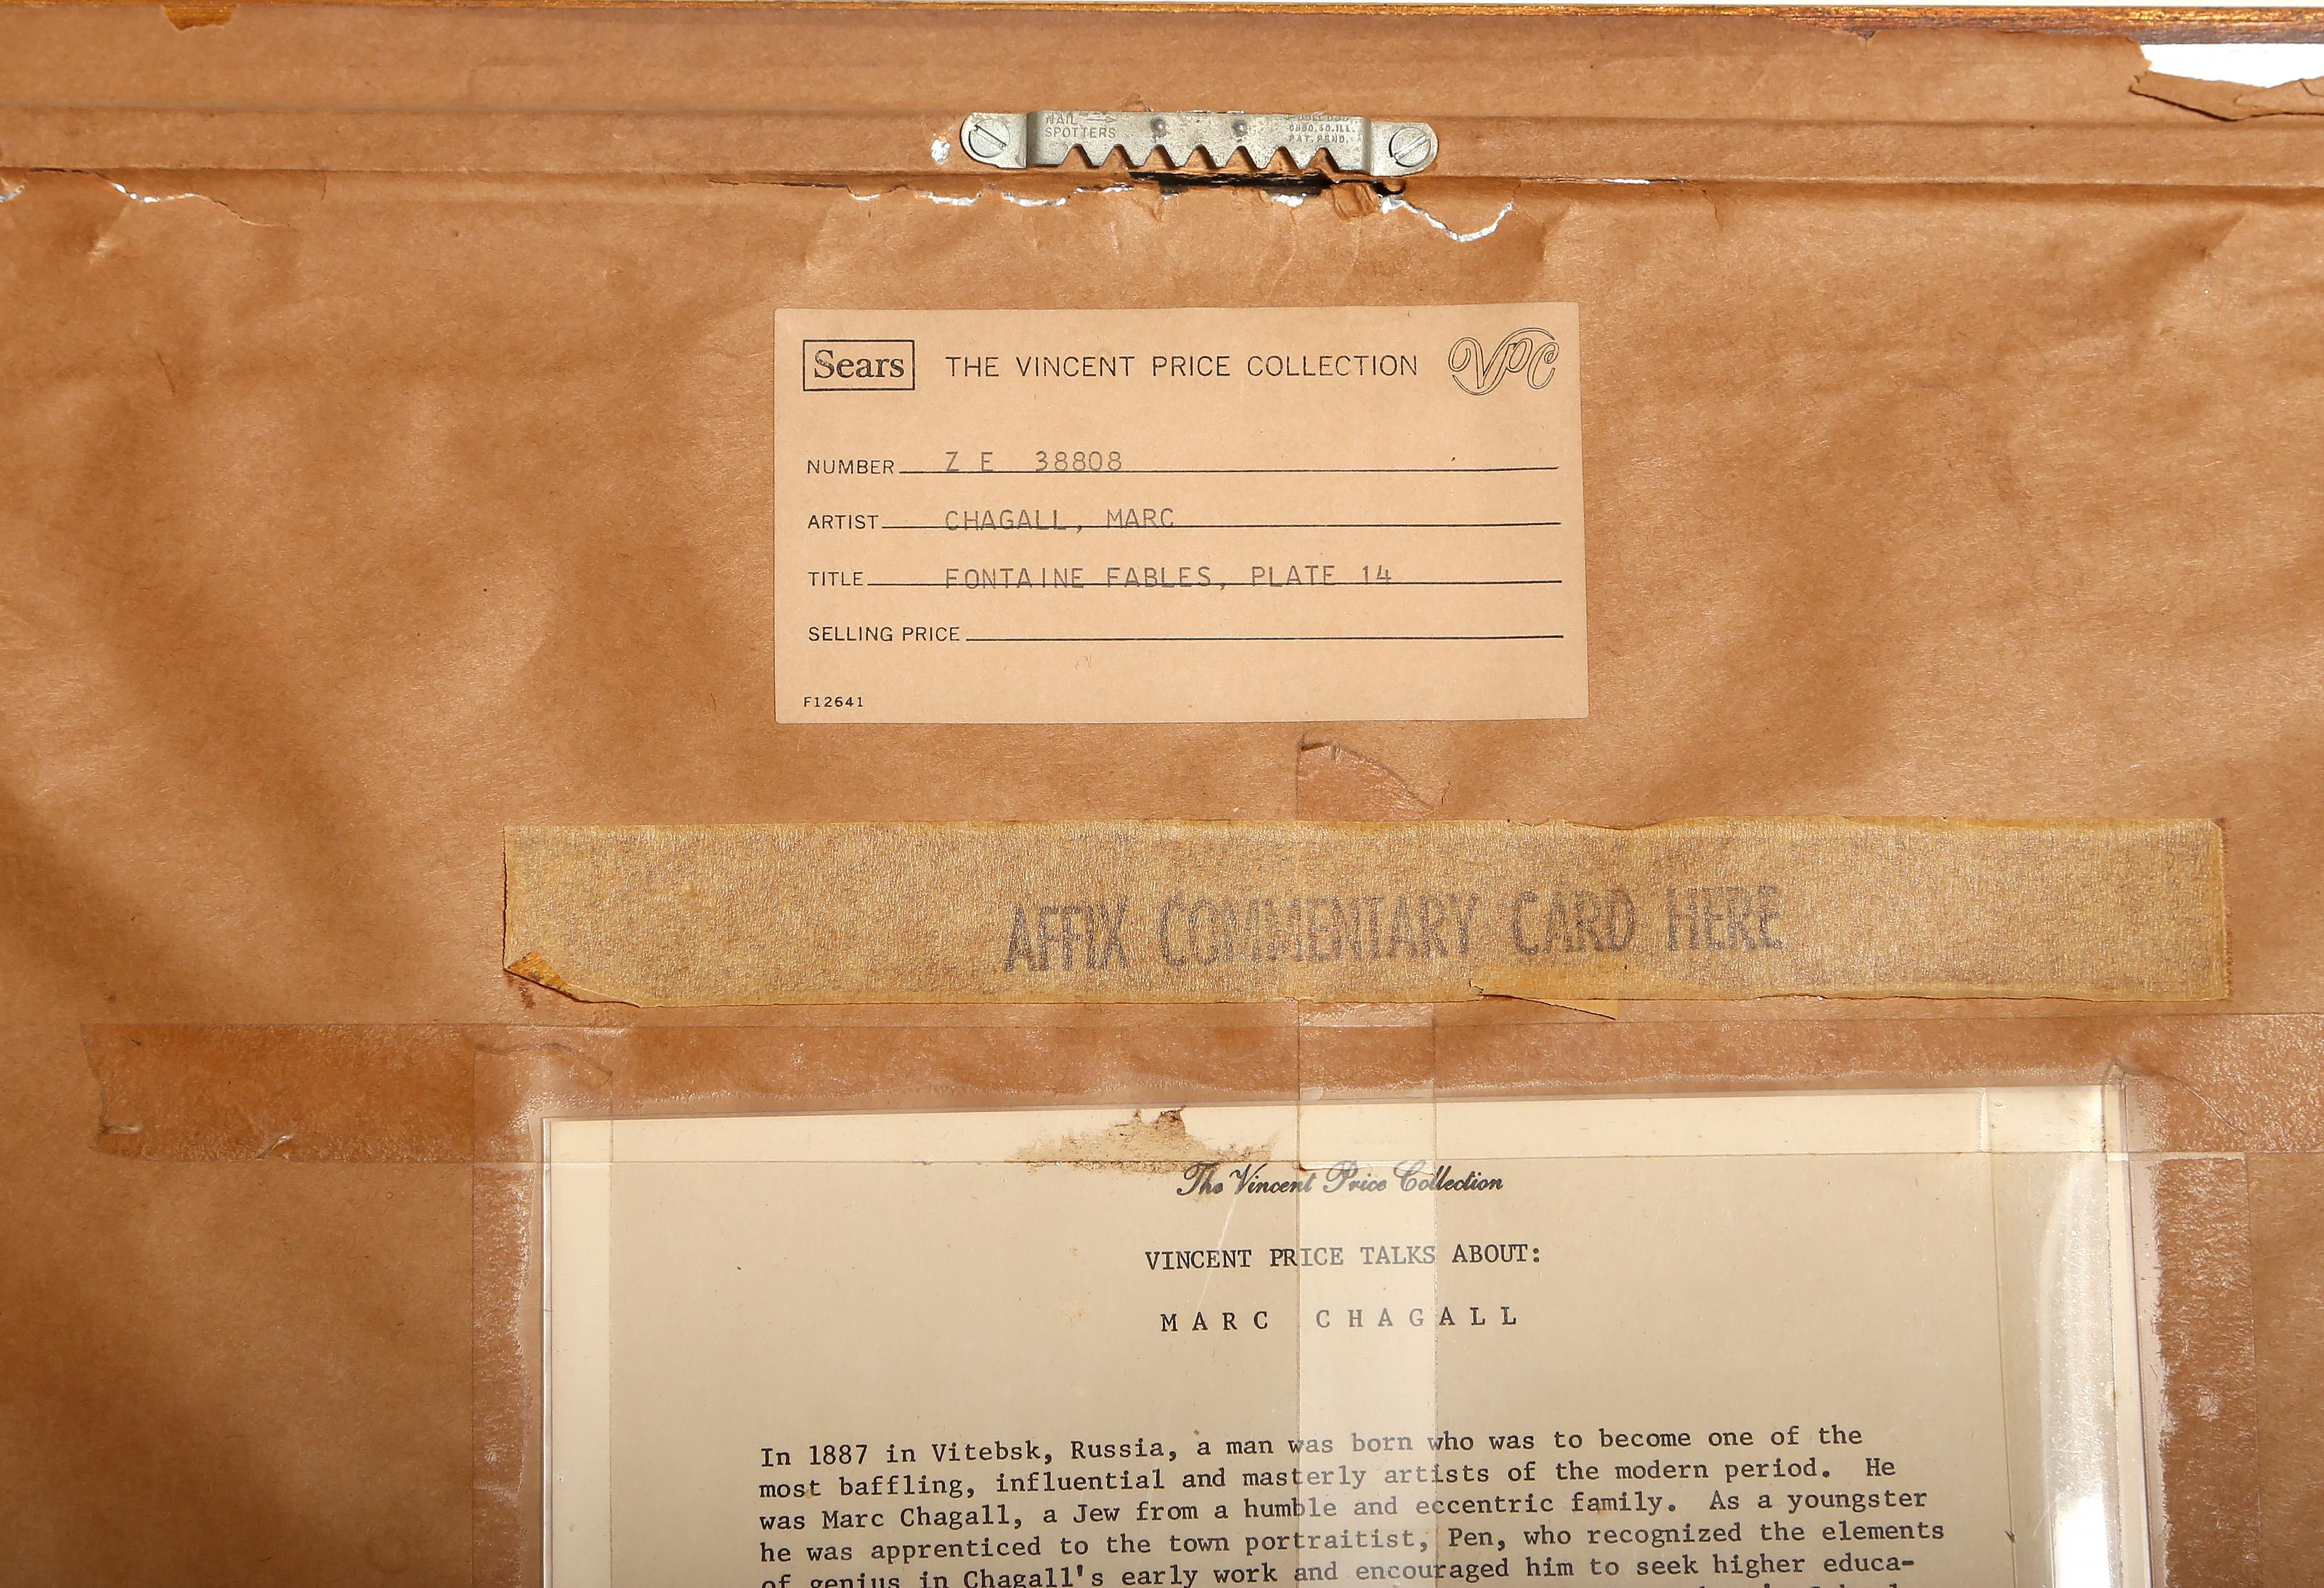 NAIL
SPOTTERS
PAT. PEND.
Sears THE VINCENT PRICE COLLECTION VPC
NUMBER Z E 38808
ARTIST CHAGALL, MARC
TITLE FONTAINE FABLES, PLATE 14
SELLING PRICE
F12641
AFFIX COMMENTARY CARD HERE
The Vincent Price Collection
VINCENT PRICE TALKS ABOUT:
MARC CHAGALL
In 1887 in Vitebsk, Russia, a man was born who was to become one of the
most baffling, influential and masterly artists of the modern period. He
was Marc Chagall, a Jew from a humble and eccentric family. As a youngster
he was apprenticed to the town portraitist, Pen, who recognized the elements
of genius in Chagall's early work and encouraged him to seek higher educa-